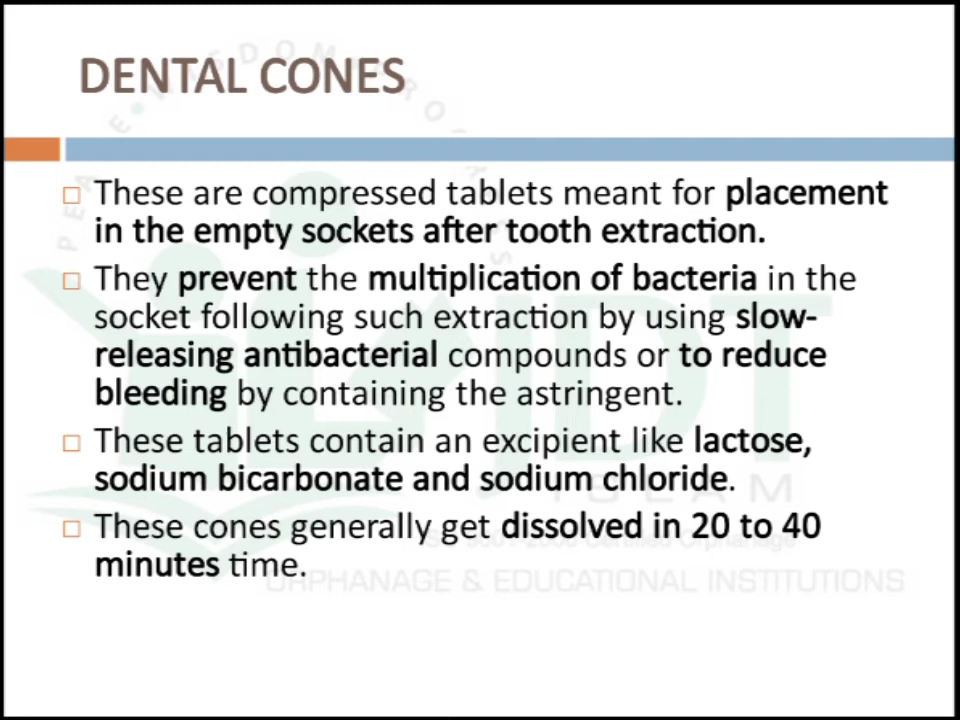 DENTAL CONES
These are compressed tablets meant for placement
in the empty sockets after tooth extraction.
They prevent the multiplication of bacteria in the
socket following such extraction by using slow-
releasing antibacterial compounds or to reduce
bleeding by containing the astringent.
These tablets contain an excipient like lactose,
sodium bicarbonate and sodium chloride.
ISLAM
These cones generally get dissolved in 20 to 40
minutes time.
ORPHANAGE & EDUCATIONAL INSTITUTIONS